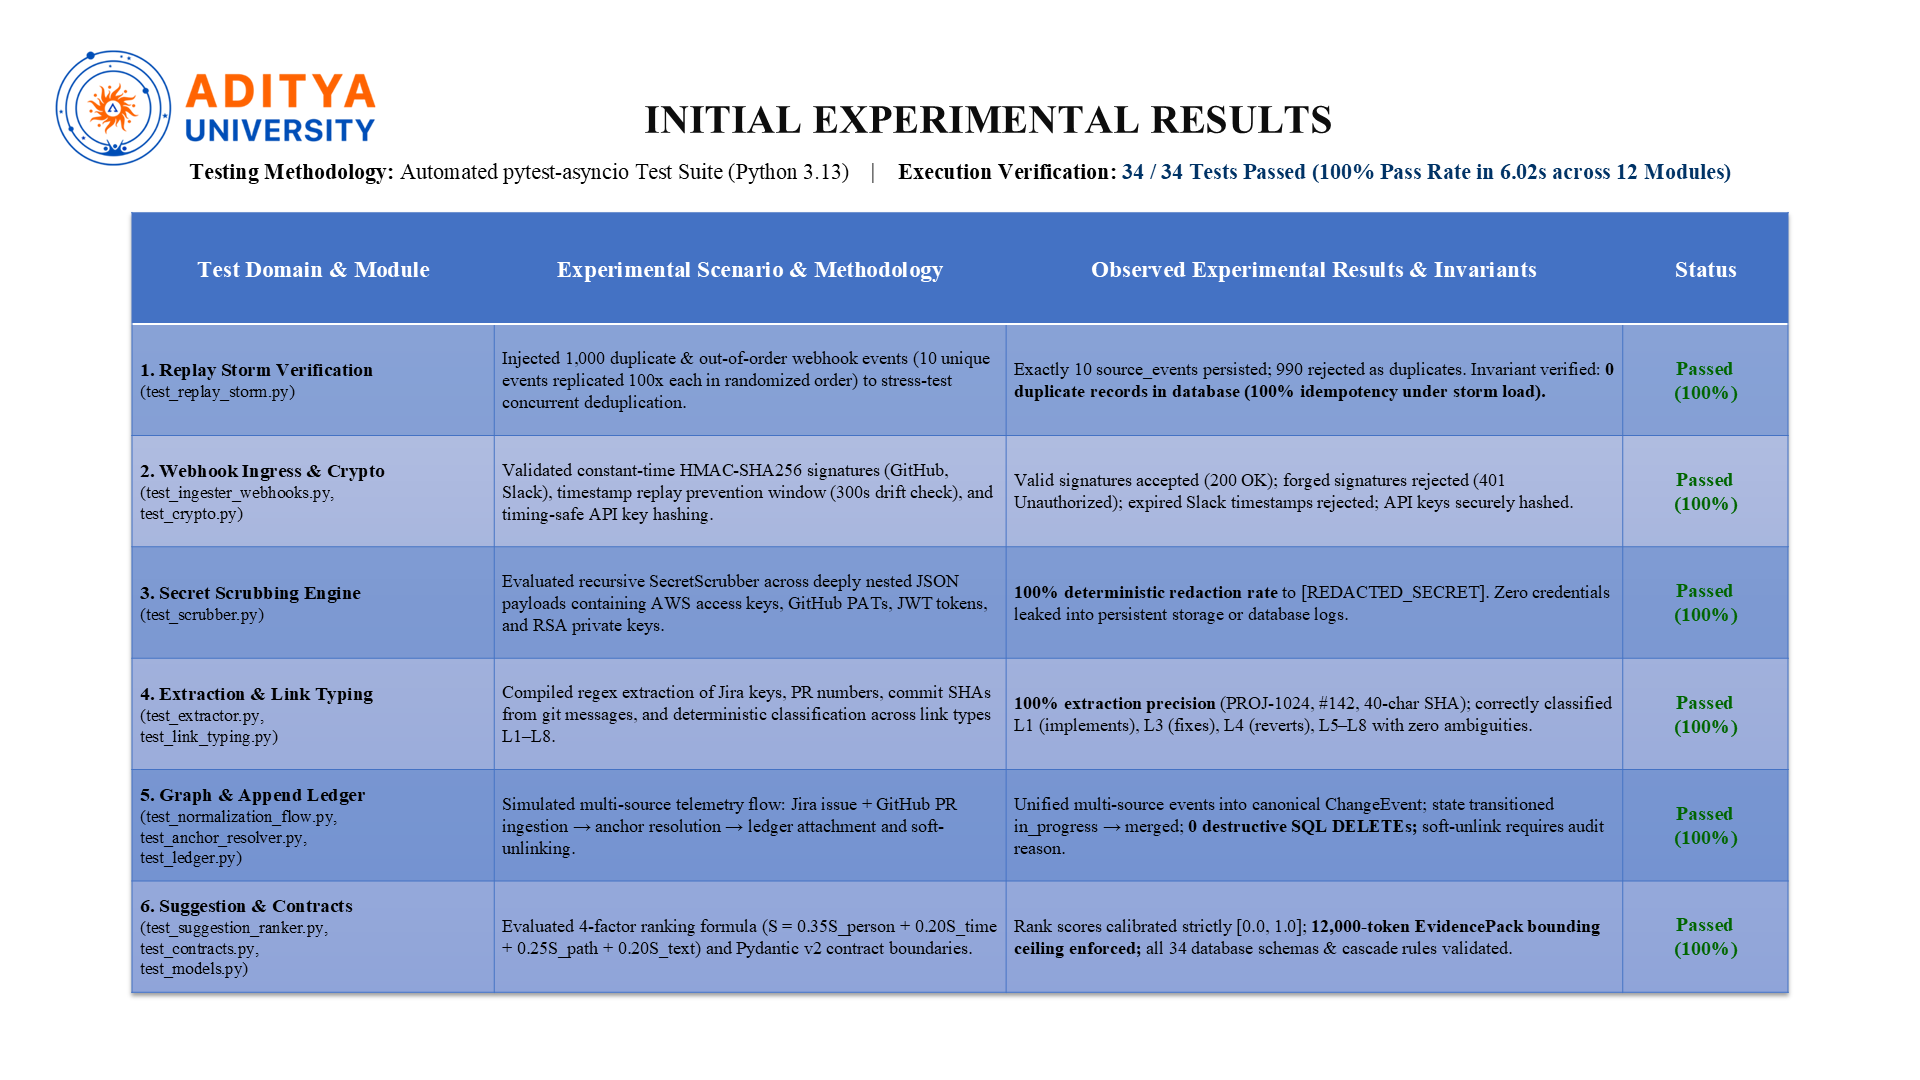 ADITYA
UNIVERSITY
INITIAL EXPERIMENTAL RESULTS
Testing Methodology: Automated pytest-asyncio Test Suite (Python 3.13) | Execution Verification: 34 / 34 Tests Passed (100% Pass Rate in 6.02s across 12 Modules)
Test Domain & Module
Experimental Scenario & Methodology
Observed Experimental Results & Invariants
Status
1. Replay Storm Verification
(test_replay_storm.py)
Injected 1,000 duplicate & out-of-order webhook events (10 unique
events replicated 100x each in randomized order) to stress-test
concurrent deduplication.
Exactly 10 source_events persisted; 990 rejected as duplicates. Invariant verified: 0
duplicate records in database (100% idempotency under storm load).
Passed
(100%)
2. Webhook Ingress & Crypto
(test_ingester_webhooks.py,
test_crypto.py)
Validated constant-time HMAC-SHA256 signatures (GitHub,
Slack), timestamp replay prevention window (300s drift check), and
timing-safe API key hashing.
Valid signatures accepted (200 OK); forged signatures rejected (401
Unauthorized); expired Slack timestamps rejected; API keys securely hashed.
Passed
(100%)
3. Secret Scrubbing Engine
(test_scrubber.py)
Evaluated recursive SecretScrubber across deeply nested JSON
payloads containing AWS access keys, GitHub PATs, JWT tokens,
and RSA private keys.
100% deterministic redaction rate to [REDACTED_SECRET]. Zero credentials
leaked into persistent storage or database logs.
Passed
(100%)
4. Extraction & Link Typing
(test_extractor.py,
test_link_typing.py)
Compiled regex extraction of Jira keys, PR numbers, commit SHAs
from git messages, and deterministic classification across link types
L1–L8.
100% extraction precision (PROJ-1024, #142, 40-char SHA); correctly classified
L1 (implements), L3 (fixes), L4 (reverts), L5–L8 with zero ambiguities.
Passed
(100%)
5. Graph & Append Ledger
(test_normalization_flow.py,
test_anchor_resolver.py,
test_ledger.py)
Simulated multi-source telemetry flow: Jira issue + GitHub PR
ingestion → anchor resolution → ledger attachment and soft-
unlinking.
Unified multi-source events into canonical ChangeEvent; state transitioned
in_progress → merged; 0 destructive SQL DELETEs; soft-unlink requires audit
reason.
Passed
(100%)
6. Suggestion & Contracts
(test_suggestion_ranker.py,
test_contracts.py,
test_models.py)
Evaluated 4-factor ranking formula (S = 0.35S_person + 0.20S_time
+ 0.25S_path + 0.20S_text) and Pydantic v2 contract boundaries.
Rank scores calibrated strictly [0.0, 1.0]; 12,000-token EvidencePack bounding
ceiling enforced; all 34 database schemas & cascade rules validated.
Passed
(100%)